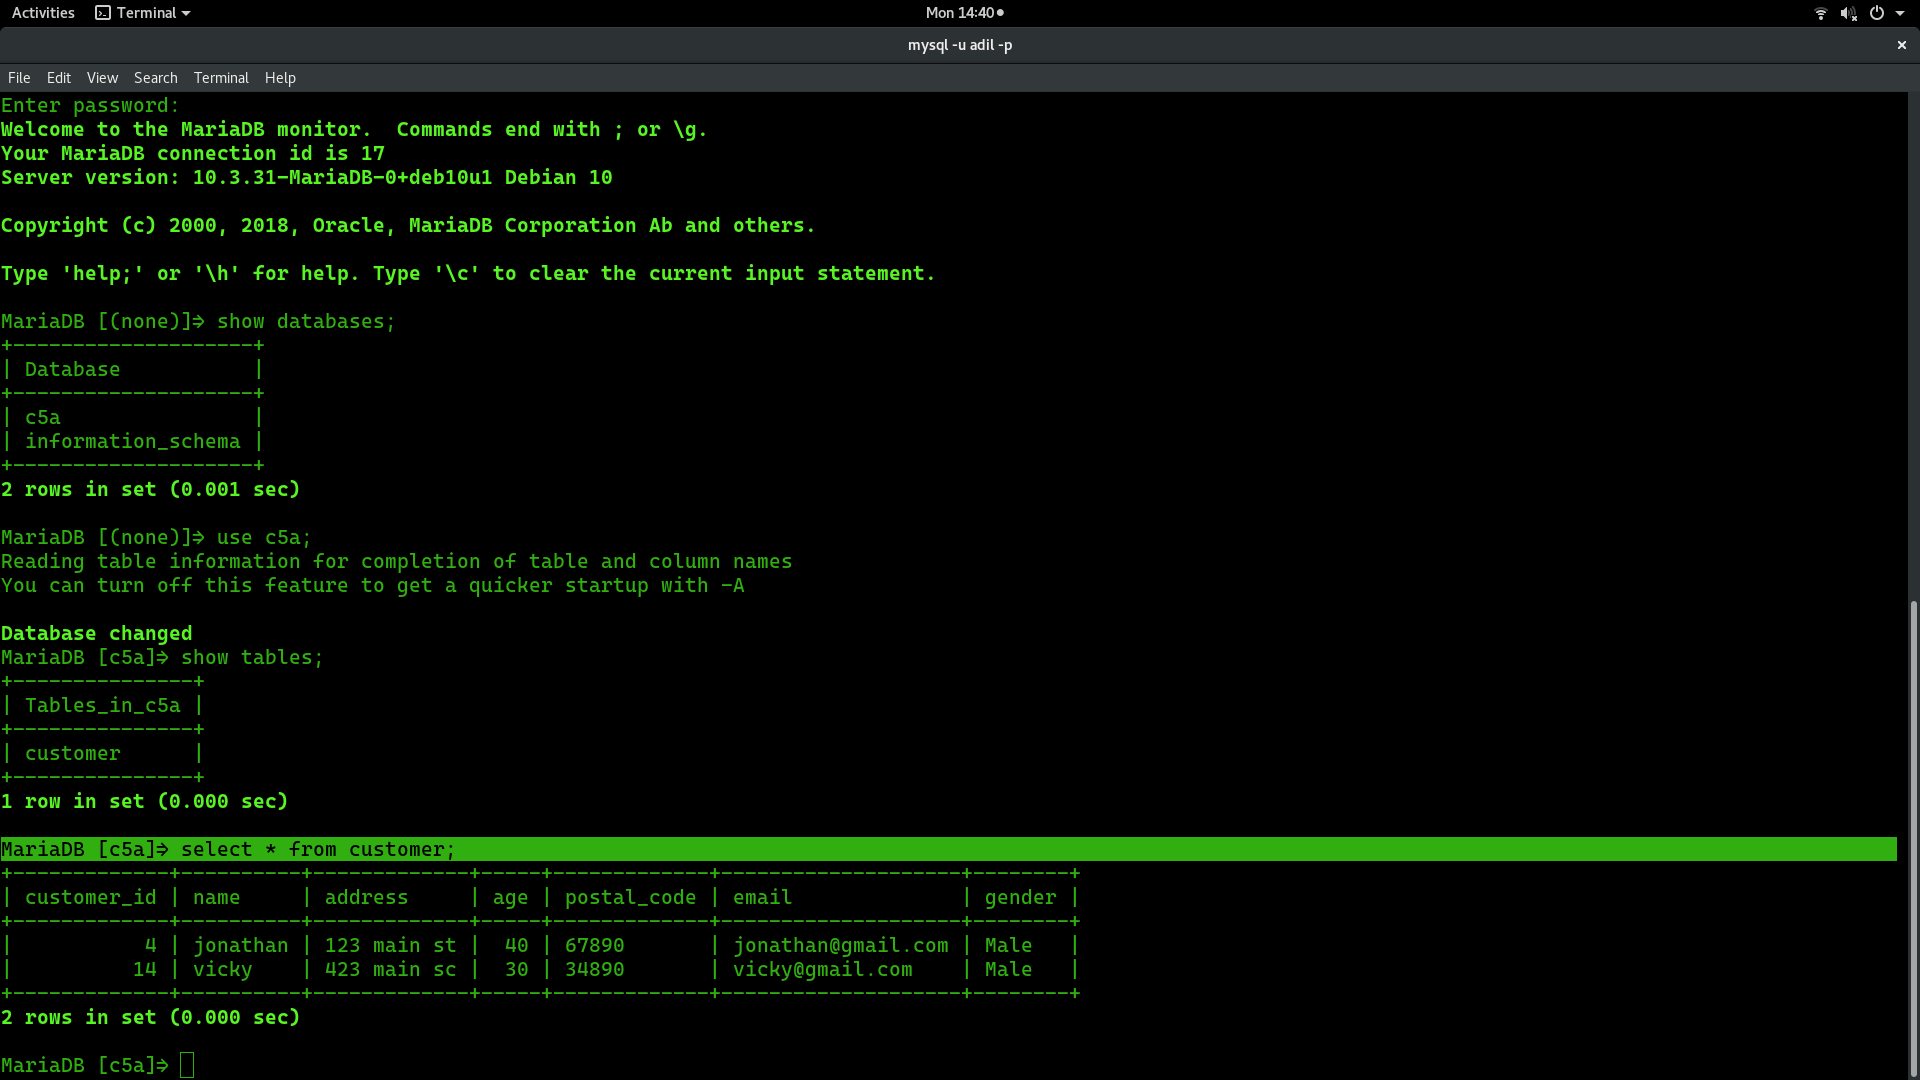 Activities Terminal Mon 14:40
mysql -u adil -p
File Edit View Search Terminal Help
Enter password:
Welcome to the MariaDB monitor.  Commands end with ; or \g.
Your MariaDB connection id is 17
Server version: 10.3.31-MariaDB-0+deb10u1 Debian 10
Copyright (c) 2000, 2018, Oracle, MariaDB Corporation Ab and others.
Type 'help;' or '\h' for help. Type '\c' to clear the current input statement.
MariaDB [(none)]> show databases;
+--------------------+
| Database           |
+--------------------+
| c5a                |
| information_schema |
+--------------------+
2 rows in set (0.001 sec)
MariaDB [(none)]> use c5a;
Reading table information for completion of table and column names
You can turn off this feature to get a quicker startup with -A
Database changed
MariaDB [c5a]> show tables;
+---------------+
| Tables_in_c5a |
+---------------+
| customer      |
+---------------+
1 row in set (0.000 sec)
MariaDB [c5a]> select * from customer;
+-------------+----------+-------------+-----+-------------+--------------------+--------+
| customer_id | name     | address     | age | postal_code | email              | gender |
+-------------+----------+-------------+-----+-------------+--------------------+--------+
|           4 | jonathan | 123 main st |  40 | 67890       | jonathan@gmail.com | Male   |
|          14 | vicky    | 423 main sc |  30 | 34890       | vicky@gmail.com    | Male   |
+-------------+----------+-------------+-----+-------------+--------------------+--------+
2 rows in set (0.000 sec)
MariaDB [c5a]>